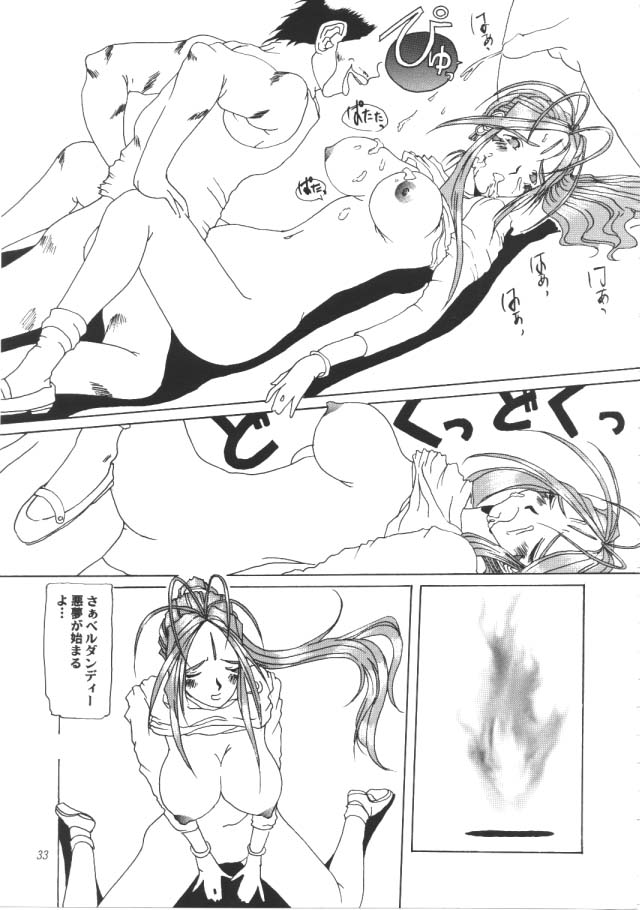 ぴゅっ
はぁ
ぱたた
ぱたっ
はぁ、
はぁ、
はぁ、
どくっどくっ
さぁベルダンディー
悪夢が始まる
よ…
33